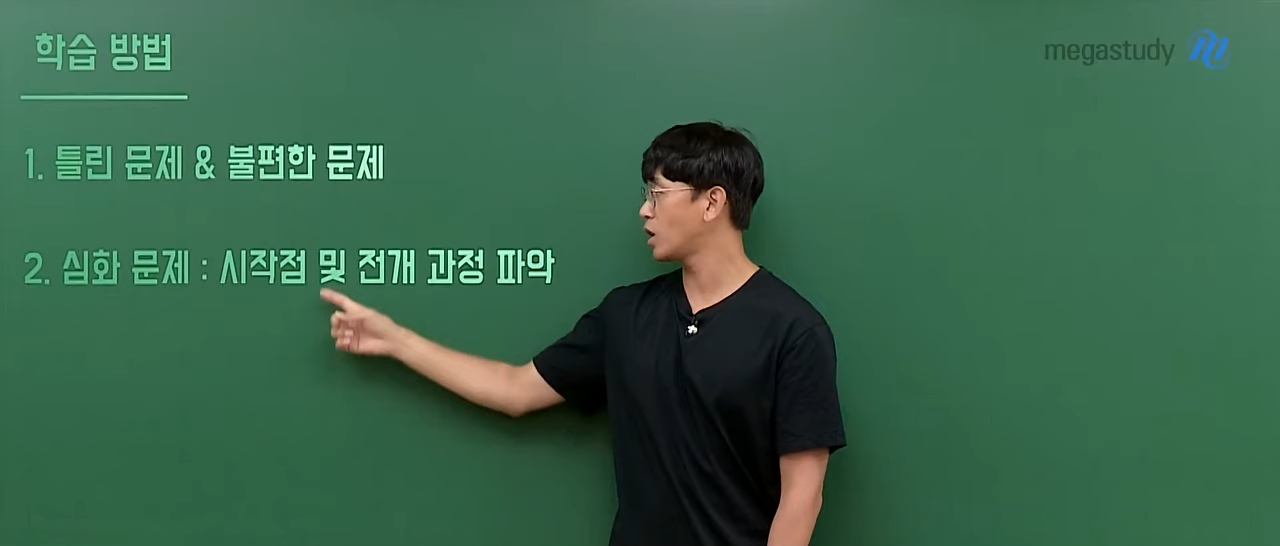 학습 방법
megastudy
1. 틀린 문제 & 불편한 문제
2. 심화 문제 : 시작점 및 전개 과정 파악